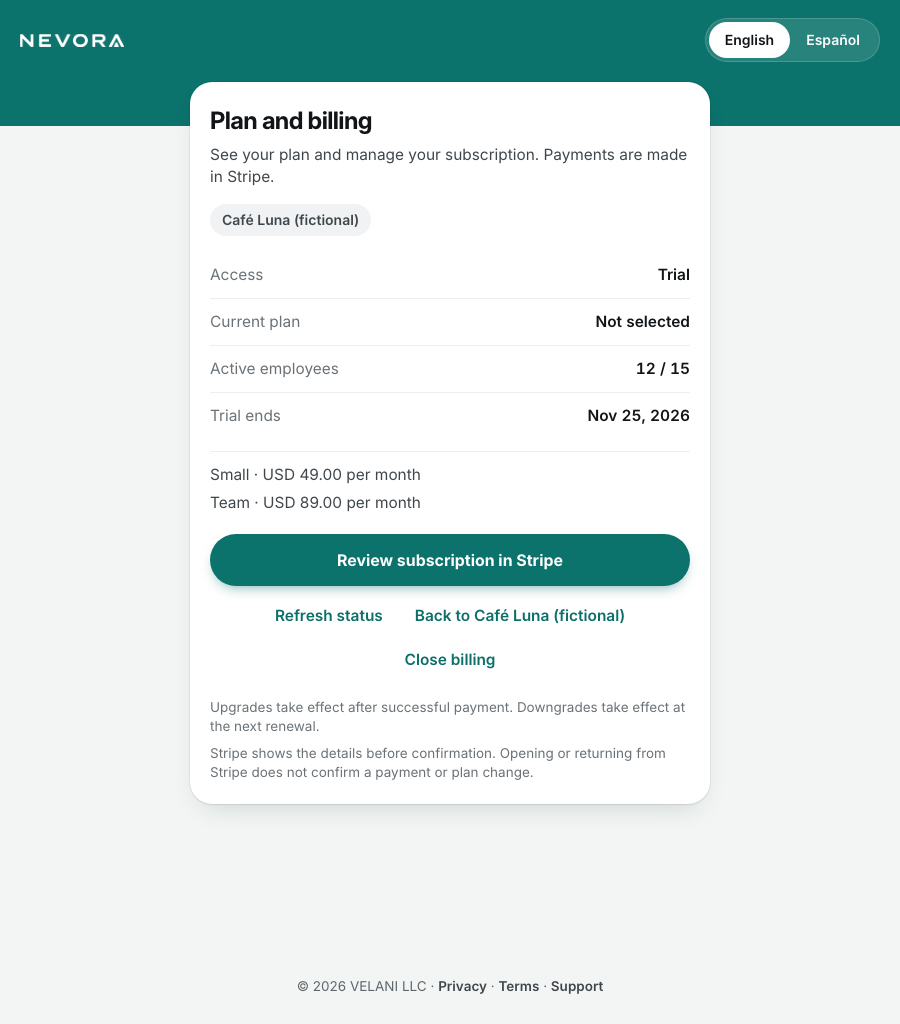 NEVORA
English
Español
Plan and billing
See your plan and manage your subscription. Payments are made
in Stripe.
Café Luna (fictional)
Access Trial
Current plan Not selected
Active employees 12 / 15
Trial ends Nov 25, 2026
Small · USD 49.00 per month
Team · USD 89.00 per month
Review subscription in Stripe
Refresh status Back to Café Luna (fictional)
Close billing
Upgrades take effect after successful payment. Downgrades take effect at
the next renewal.
Stripe shows the details before confirmation. Opening or returning from
Stripe does not confirm a payment or plan change.
© 2026 VELANI LLC · Privacy · Terms · Support